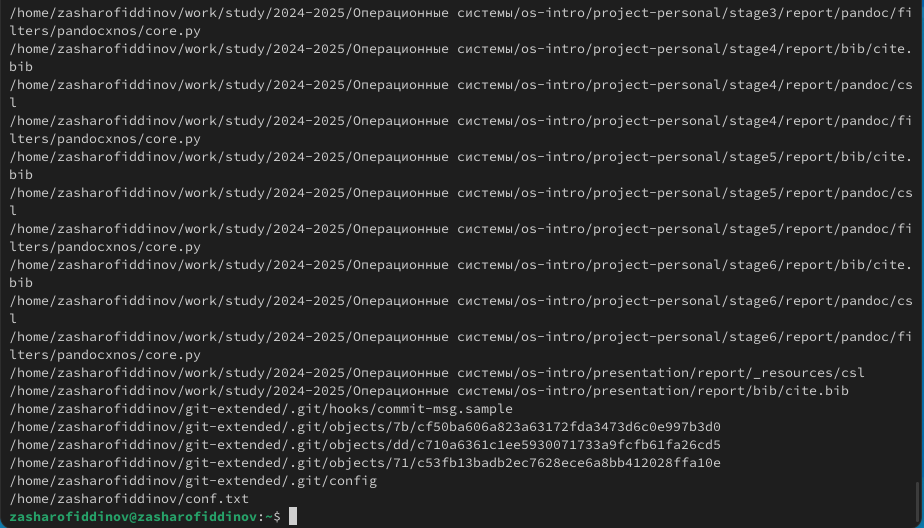 /home/zasharofiddinov/work/study/2024-2025/Операционные системы/os-intro/project-personal/stage3/report/pandoc/fi
lters/pandocxnos/core.py
/home/zasharofiddinov/work/study/2024-2025/Операционные системы/os-intro/project-personal/stage4/report/bib/cite.
bib
/home/zasharofiddinov/work/study/2024-2025/Операционные системы/os-intro/project-personal/stage4/report/pandoc/cs
l
/home/zasharofiddinov/work/study/2024-2025/Операционные системы/os-intro/project-personal/stage4/report/pandoc/fi
lters/pandocxnos/core.py
/home/zasharofiddinov/work/study/2024-2025/Операционные системы/os-intro/project-personal/stage5/report/bib/cite.
bib
/home/zasharofiddinov/work/study/2024-2025/Операционные системы/os-intro/project-personal/stage5/report/pandoc/cs
l
/home/zasharofiddinov/work/study/2024-2025/Операционные системы/os-intro/project-personal/stage5/report/pandoc/fi
lters/pandocxnos/core.py
/home/zasharofiddinov/work/study/2024-2025/Операционные системы/os-intro/project-personal/stage6/report/bib/cite.
bib
/home/zasharofiddinov/work/study/2024-2025/Операционные системы/os-intro/project-personal/stage6/report/pandoc/cs
l
/home/zasharofiddinov/work/study/2024-2025/Операционные системы/os-intro/project-personal/stage6/report/pandoc/fi
lters/pandocxnos/core.py
/home/zasharofiddinov/work/study/2024-2025/Операционные системы/os-intro/presentation/report/_resources/csl
/home/zasharofiddinov/work/study/2024-2025/Операционные системы/os-intro/presentation/report/bib/cite.bib
/home/zasharofiddinov/git-extended/.git/hooks/commit-msg.sample
/home/zasharofiddinov/git-extended/.git/objects/7b/cf50ba606a823a63172fda3473d6c0e997b3d0
/home/zasharofiddinov/git-extended/.git/objects/dd/c710a6361c1ee5930071733a9fcfb61fa26cd5
/home/zasharofiddinov/git-extended/.git/objects/71/c53fb13badb2ec7628ece6a8bb412028ffa10e
/home/zasharofiddinov/git-extended/.git/config
/home/zasharofiddinov/conf.txt
zasharofiddinov@zasharofiddinov:~$